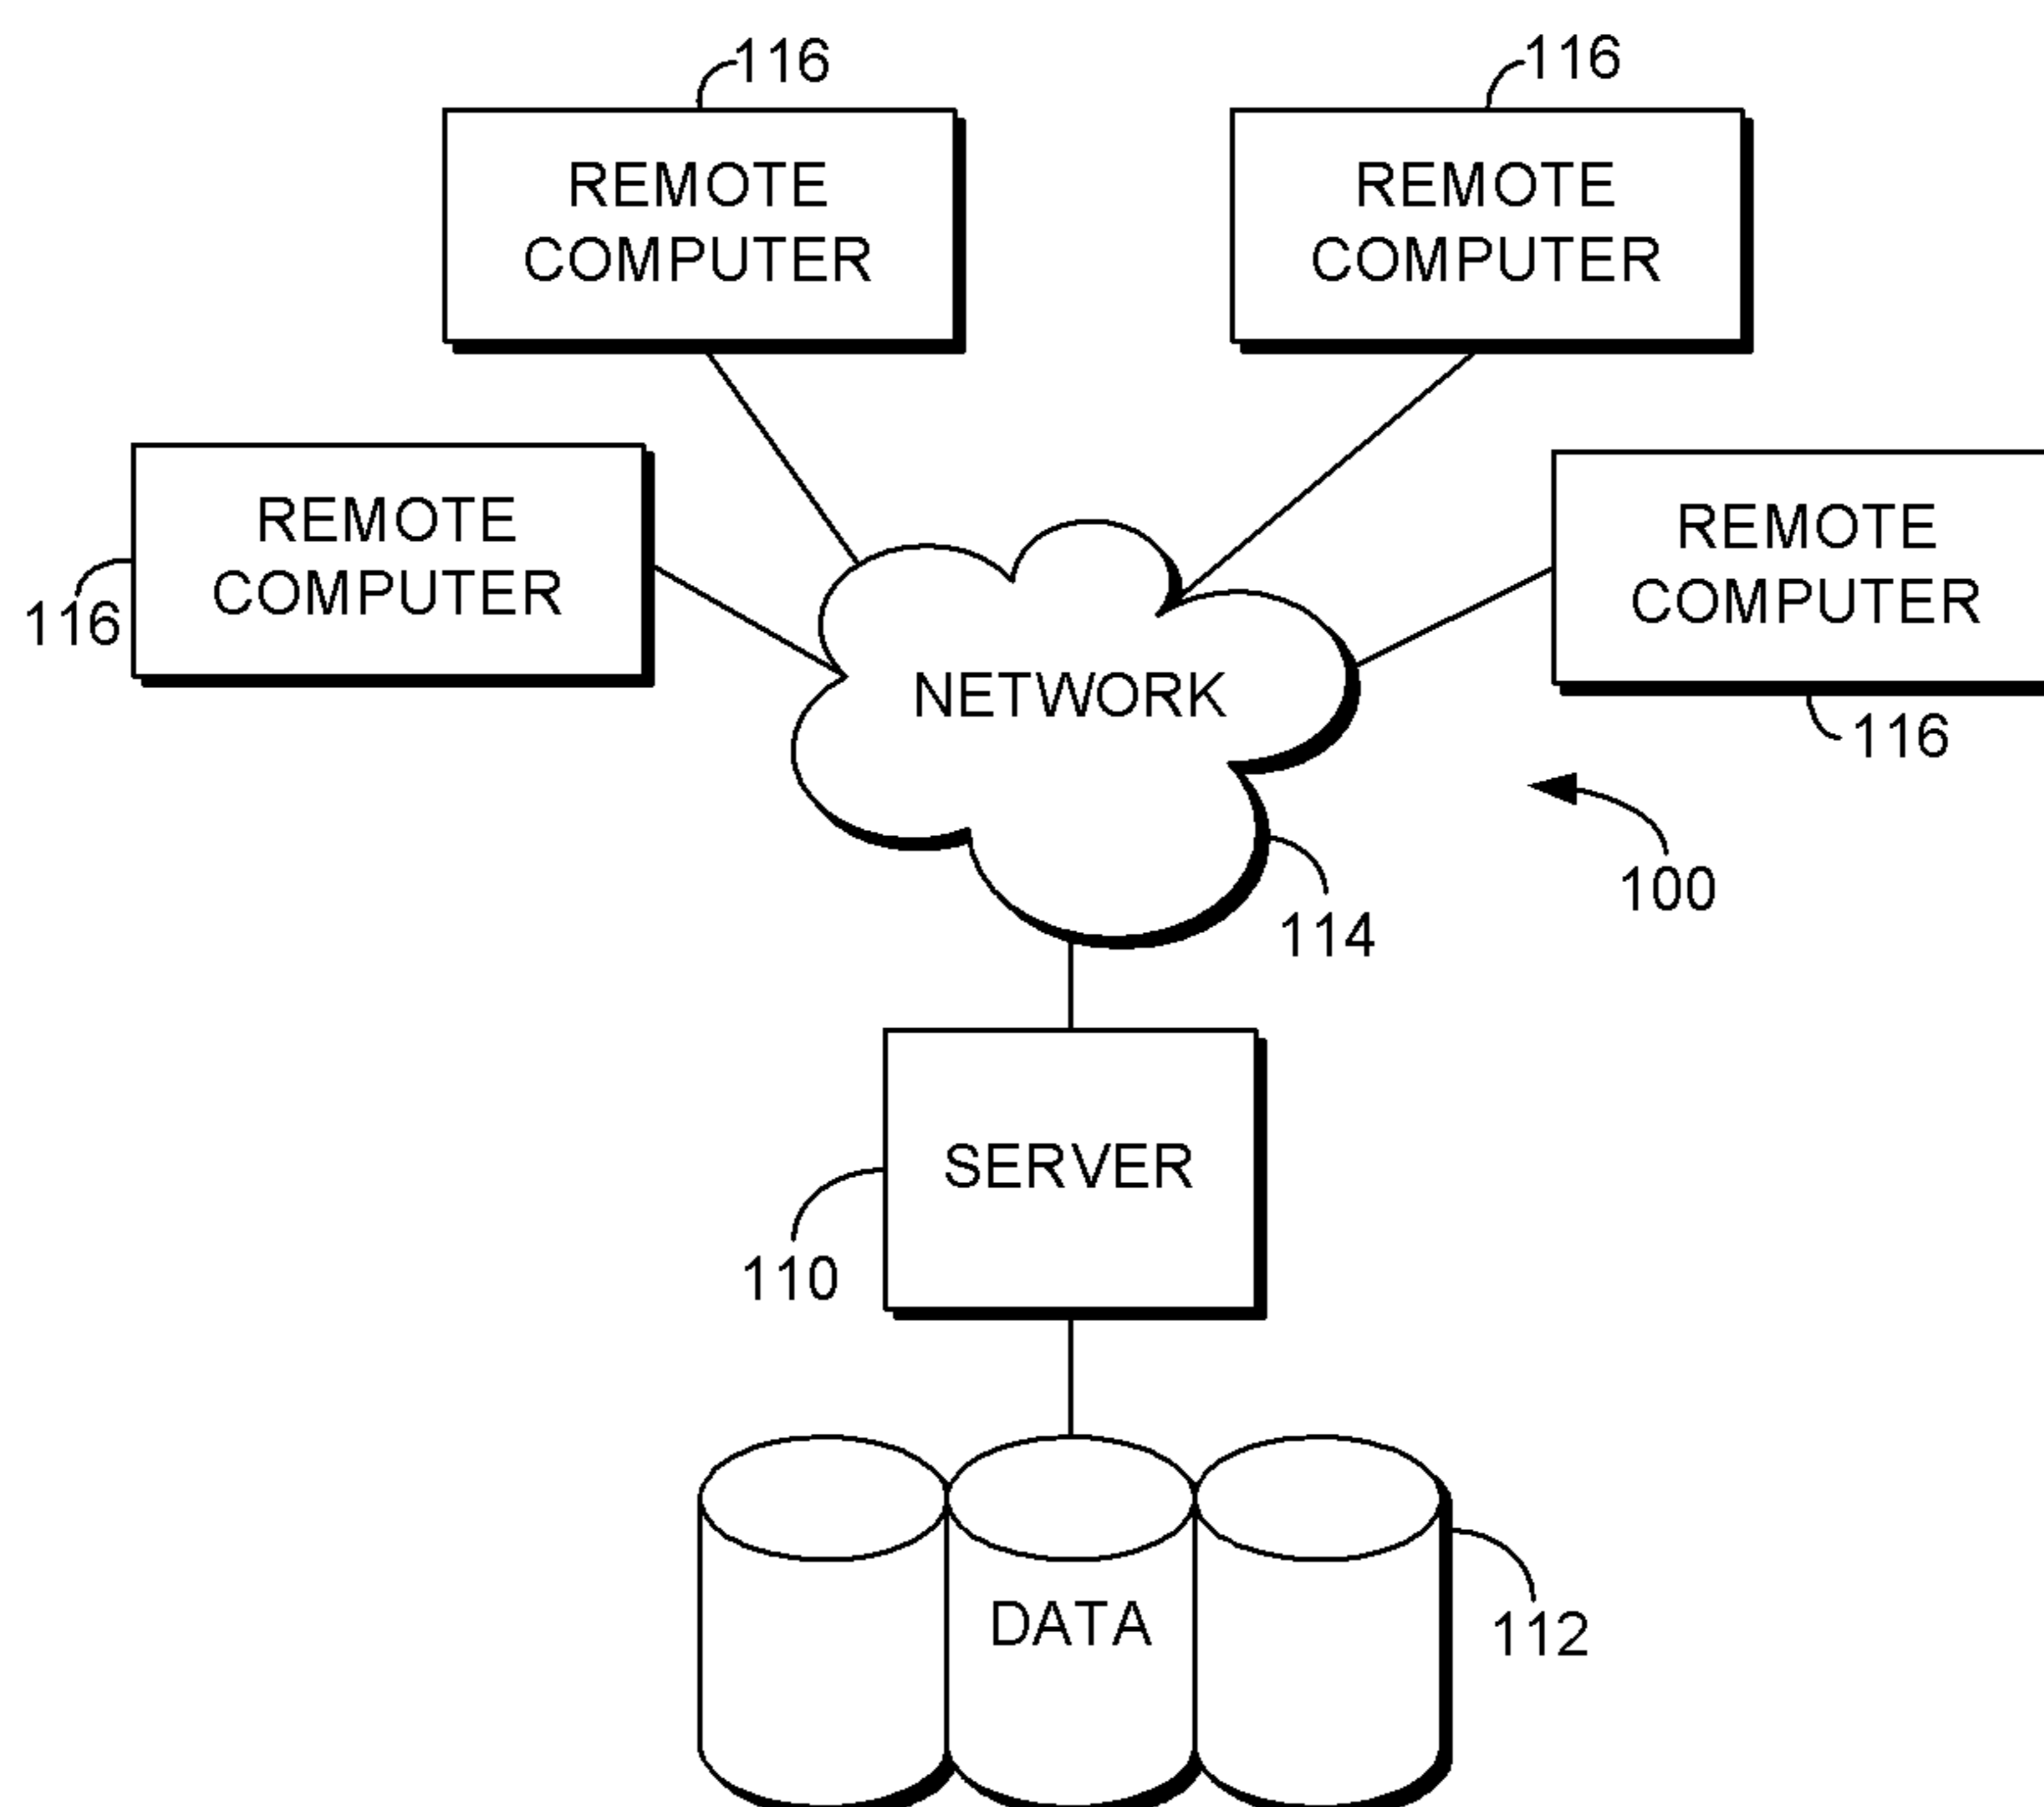 116
116
REMOTE
COMPUTER
REMOTE
COMPUTER
REMOTE
COMPUTER
REMOTE
COMPUTER
116
NETWORK
116
100
114
SERVER
110
DATA
112